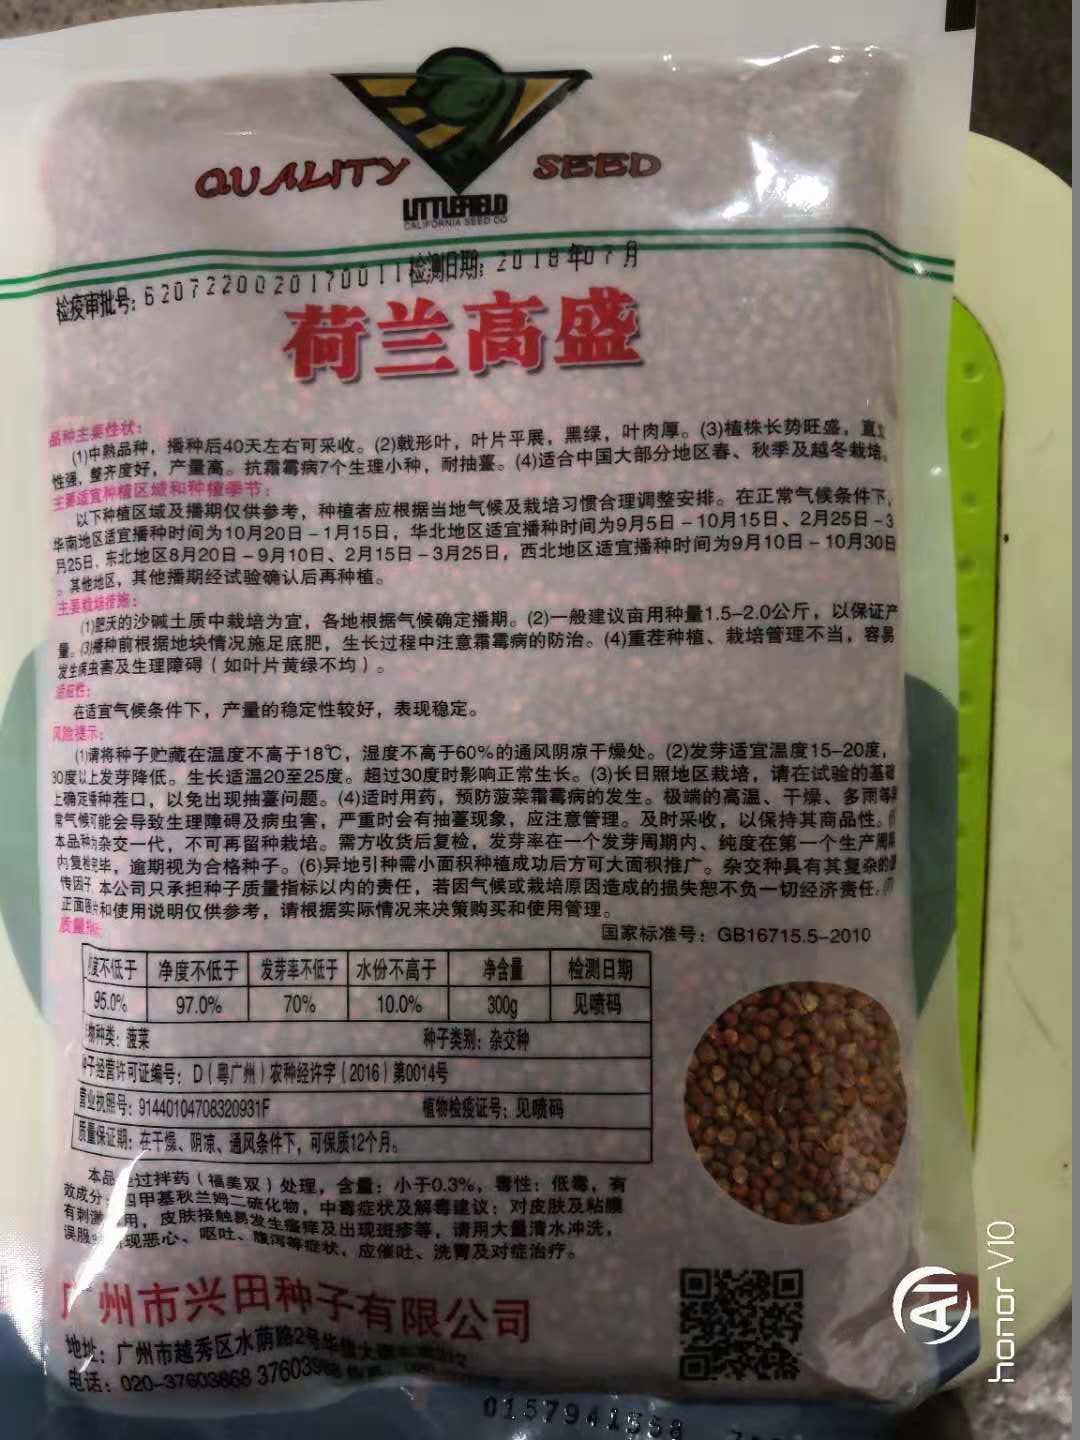 QUALITY SEED
LITTLEFIELD
CALIFORNIA SEED CO
检疫审批号：6207220020170011 检测日期：2018年07月
荷兰高盛
品种主要性状：
(1)中熟品种，播种后40天左右可采收。(2)戟形叶，叶片平展，黑绿，叶肉厚。(3)植株长势旺盛，直立
性强，整齐度好，产量高。抗霜霉病7个生理小种，耐抽薹。(4)适合中国大部分地区春、秋季及越冬栽培。
主要适宜种植区域和种植季节：
以下种植区域及播期仅供参考，种植者应根据当地气候及栽培习惯合理调整安排。在正常气候条件下，
华南地区适宜播种时间为10月20日－1月15日，华北地区适宜播种时间为9月5日－10月15日、2月25日－3
月25日，东北地区8月20日－9月10日、2月15日－3月25日，西北地区适宜播种时间为9月10日－10月30日
。其他地区，其他播期经试验确认后再种植。
主要栽培措施：
(1)肥沃的沙碱土质中栽培为宜，各地根据气候确定播期。(2)一般建议亩用种量1.5–2.0公斤，以保证产
量。(3)播种前根据地块情况施足底肥，生长过程中注意霜霉病的防治。(4)重茬种植、栽培管理不当，容易
发生病虫害及生理障碍（如叶片黄绿不均）。
适应性：
在适宜气候条件下，产量的稳定性较好，表现稳定。
风险提示：
(1)请将种子贮藏在温度不高于18℃，湿度不高于60%的通风阴凉干燥处。(2)发芽适宜温度15–20度，
30度以上发芽降低。生长适温20至25度。超过30度时影响正常生长。(3)长日照地区栽培，请在试验的基础
上确定播种茬口，以免出现抽薹问题。(4)适时用药，预防菠菜霜霉病的发生。极端的高温、干燥、多雨等异
常气候可能会导致生理障碍及病虫害，严重时会有抽薹现象，应注意管理。及时采收，以保持其商品性。
本品种为杂交一代，不可再留种栽培。需方收货后复检，发芽率在一个发芽周期内、纯度在第一个生产周期
内复检完毕，逾期视为合格种子。(6)异地引种需小面积种植成功后方可大面积推广。杂交种具有其复杂的遗
传因子，本公司只承担种子质量指标以内的责任，若因气候或栽培原因造成的损失恕不负一切经济责任。
正面图片和使用说明仅供参考，请根据实际情况来决策购买和使用管理。
质量指标 国家标准号：GB16715.5–2010
度不低于 净度不低于 发芽率不低于 水份不高于 净含量 检测日期
95.0% 97.0% 70% 10.0% 300g 见喷码
物种类：菠菜 种子类别：杂交种
种子经营许可证编号：D（粤广州）农种经许字（2016）第0014号
营业执照号：91440104708320931F 植物检疫证号：见喷码
质量保证期：在干燥、阴凉、通风条件下，可保质12个月。
本品经过拌药（福美双）处理，含量：小于0.3%，毒性：低毒，有
效成分：四甲基秋兰姆二硫化物，中毒症状及解毒建议：对皮肤及粘膜
有刺激作用，皮肤接触易发生瘙痒及出现斑疹等，请用大量清水冲洗，
误服出现恶心、呕吐、腹泻等症状，应催吐、洗胃及对症治疗。
广州市兴田种子有限公司
地址：广州市越秀区水荫路2号华信大
电话：020–37603868 37603968
0157941558
AI honor V10